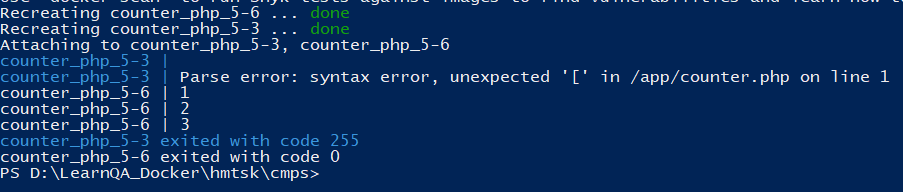 Use 'docker scan' to run Snyk tests against images to find vulnerabilities and learn how to
Recreating counter_php_5-6 ... done
Recreating counter_php_5-3 ... done
Attaching to counter_php_5-3, counter_php_5-6
counter_php_5-3 |
counter_php_5-3 | Parse error: syntax error, unexpected '[' in /app/counter.php on line 1
counter_php_5-6 | 1
counter_php_5-6 | 2
counter_php_5-6 | 3
counter_php_5-3 exited with code 255
counter_php_5-6 exited with code 0
PS D:\LearnQA_Docker\hmtsk\cmps>